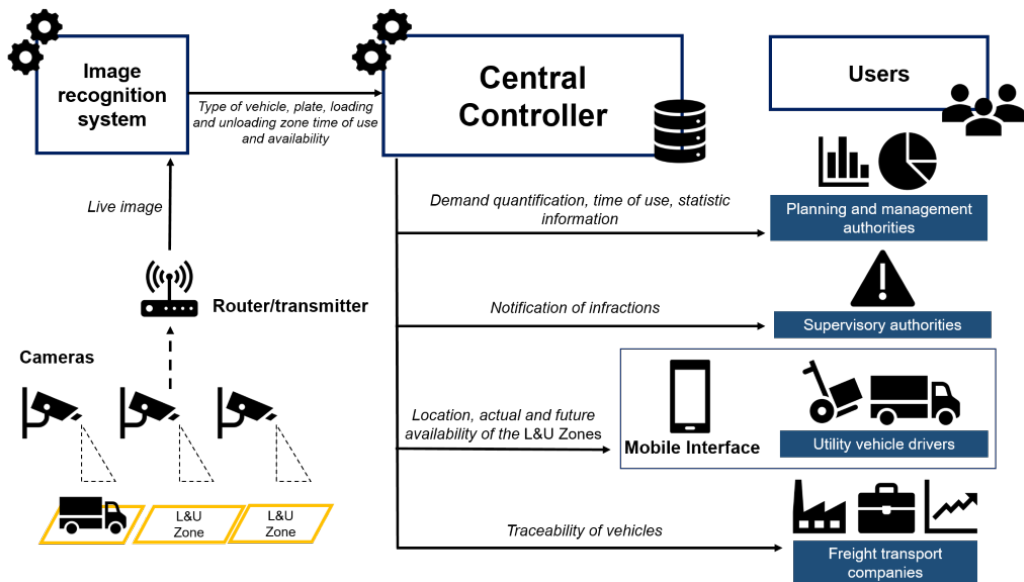 Image
recognition
system
Type of vehicle, plate, loading
and unloading zone time of use
and availability
Central
Controller
Users
Live image
Demand quantification, time of use, statistic
information
Planning and management
authorities
Router/transmitter
Notification of infractions
Supervisory authorities
Cameras
Location, actual and future
availability of the L&U Zones
Mobile Interface
Utility vehicle drivers
L&U
Zone
L&U
Zone
Traceability of vehicles
Freight transport
companies